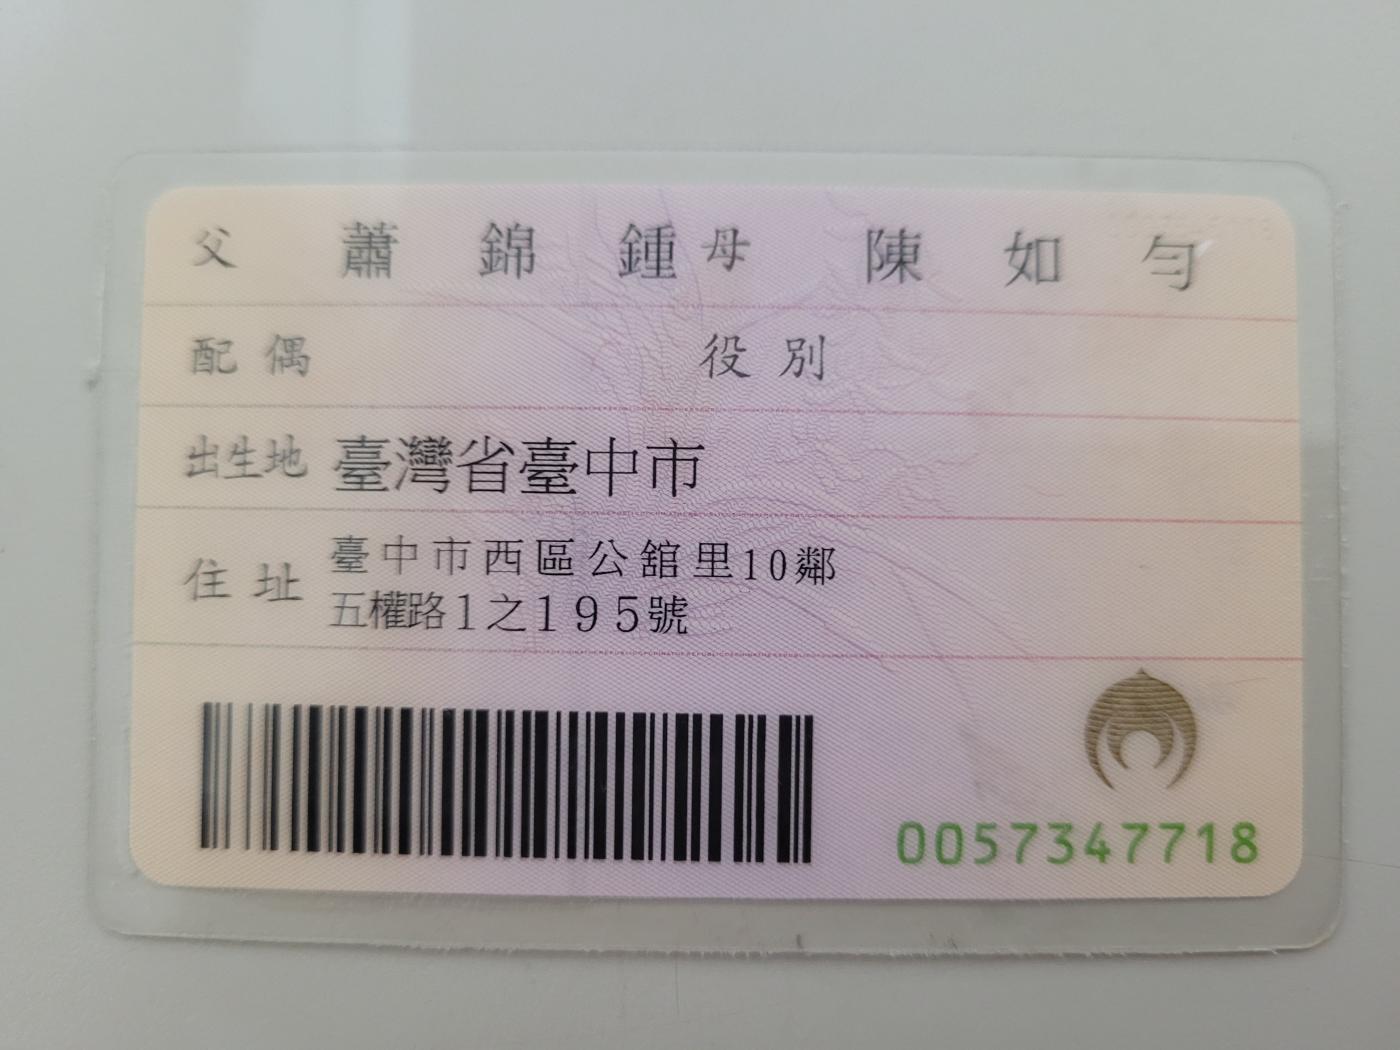 父 蕭錦鍾 母 陳如勻
配偶 役別
出生地 臺灣省臺中市
住址 臺中市西區公舘里10鄰
五權路1之195號
0057347718